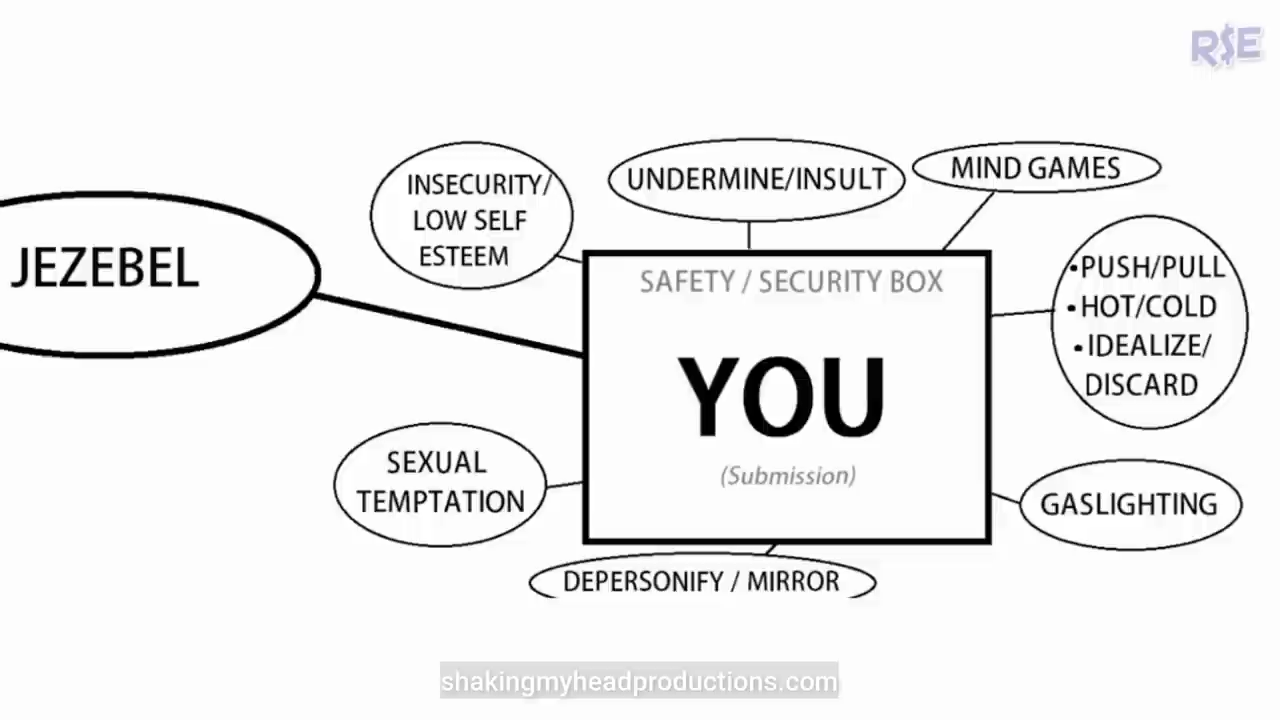 R$E
JEZEBEL
INSECURITY/
LOW SELF
ESTEEM
UNDERMINE/INSULT
MIND GAMES
•PUSH/PULL
•HOT/COLD
•IDEALIZE/
DISCARD
SAFETY / SECURITY BOX
YOU
(Submission)
SEXUAL
TEMPTATION
GASLIGHTING
DEPERSONIFY / MIRROR
shakingmyheadproductions.com